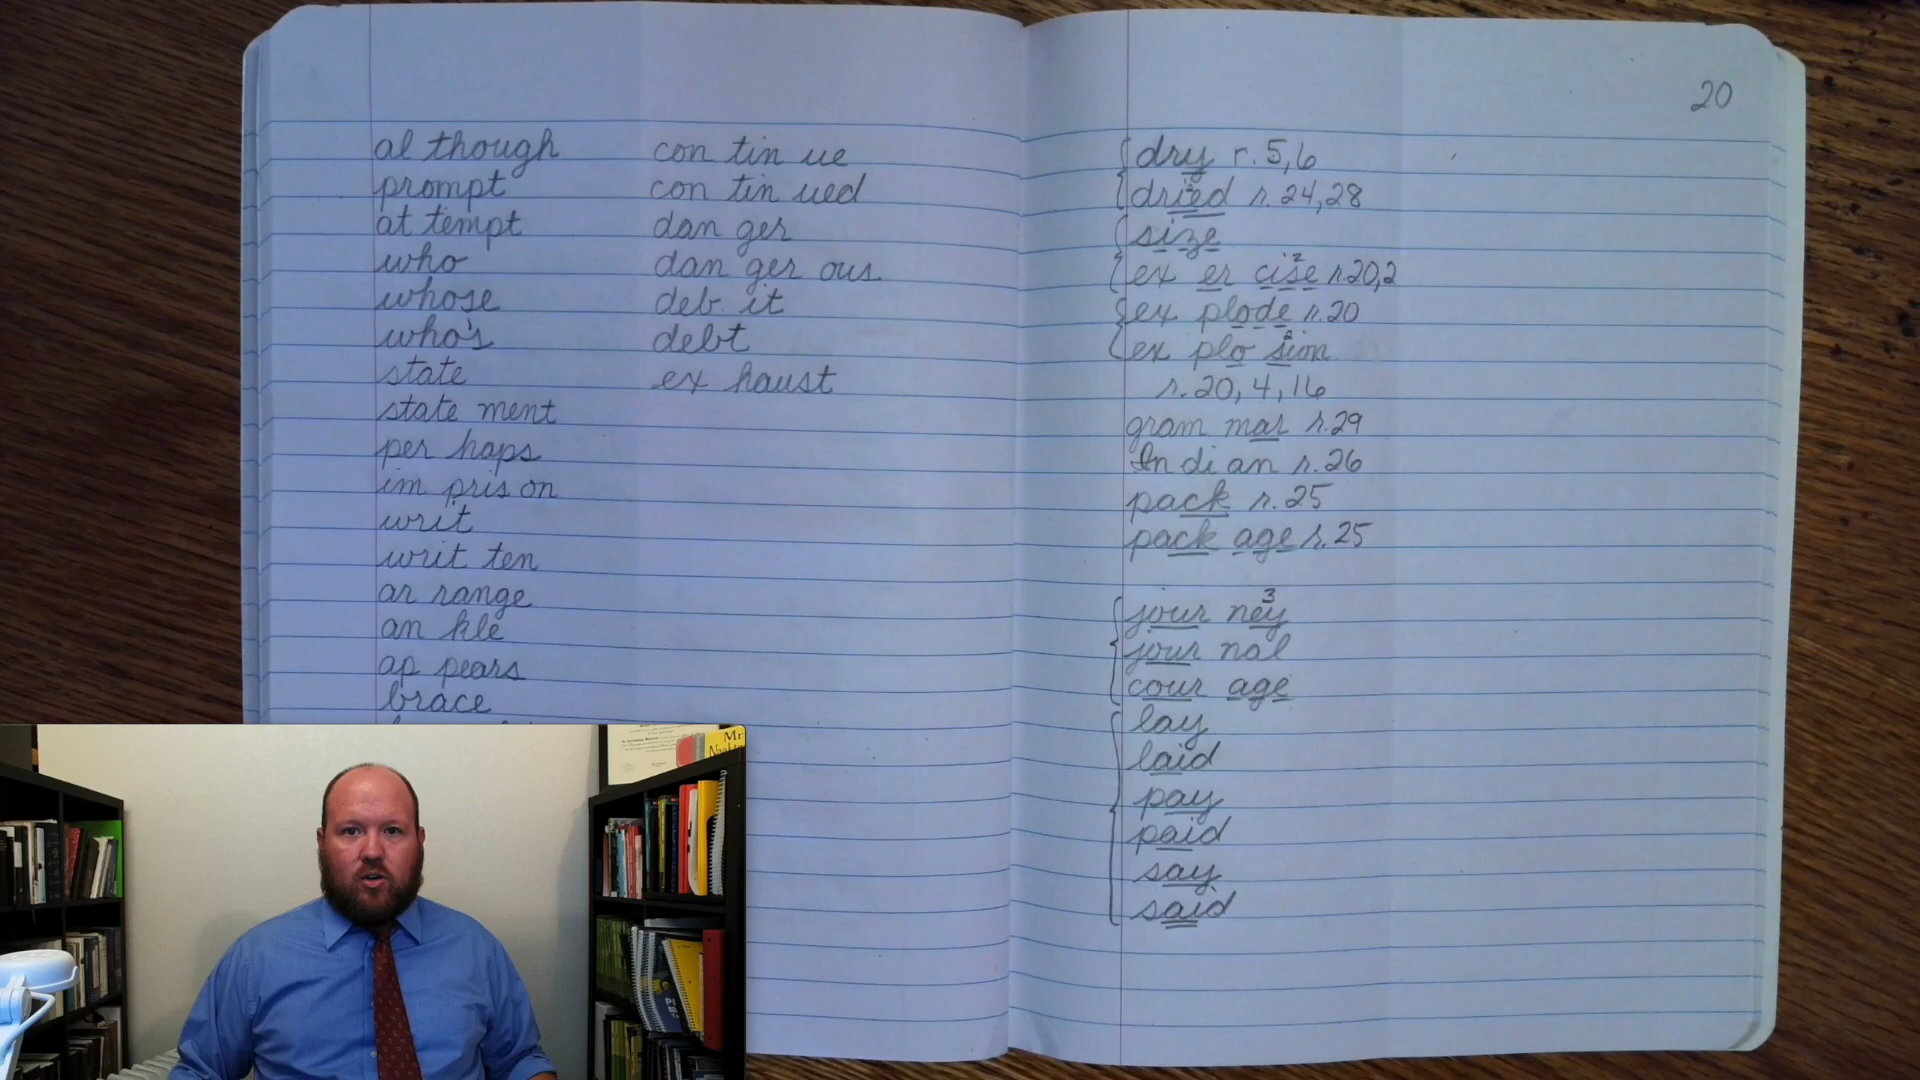 20
al though
prompt
at tempt
who
whose
who's
state
state ment
per haps
im pris on
writ
writ ten
ar range
an kle
ap pears
brace
con tin ue
con tin ued
dan ger
dan ger ous
deb it
debt
ex haust
dry r. 5,6
dried r. 24,28
size
ex er cise r. 20,2
ex plode r. 20
ex plo sion
r. 20, 4, 16
gram mar r. 29
In di an r. 26
pack r. 25
pack age r. 25
jour ney
jour nal
cour age
lay
laid
pay
paid
say
said
Mr.